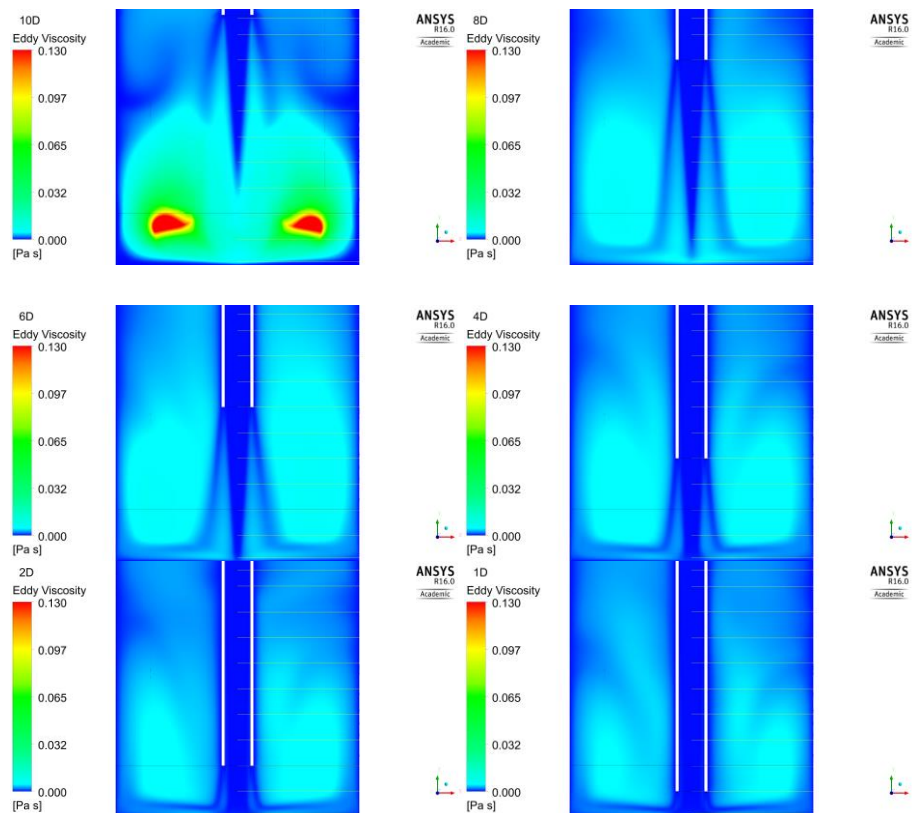 10D
Eddy Viscosity
0.130
0.097
0.065
0.032
0.000
[Pa s]
ANSYS
R16.0
Academic
8D
Eddy Viscosity
0.130
0.097
0.065
0.032
0.000
[Pa s]
ANSYS
R16.0
Academic
6D
Eddy Viscosity
0.130
0.097
0.065
0.032
0.000
[Pa s]
ANSYS
R16.0
Academic
4D
Eddy Viscosity
0.130
0.097
0.065
0.032
0.000
[Pa s]
ANSYS
R16.0
Academic
2D
Eddy Viscosity
0.130
0.097
0.065
0.032
0.000
[Pa s]
ANSYS
R16.0
Academic
1D
Eddy Viscosity
0.130
0.097
0.065
0.032
0.000
[Pa s]
ANSYS
R16.0
Academic